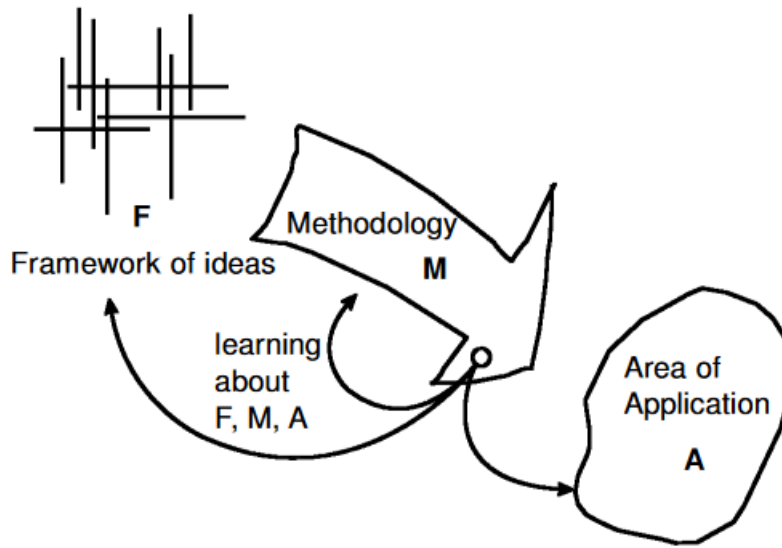 F
Framework of ideas
Methodology
M
learning
about
F, M, A
Area of
Application
A